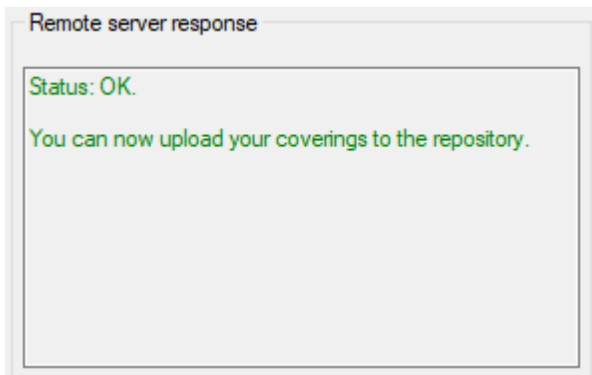 Remote server response
Status: OK.
You can now upload your coverings to the repository.